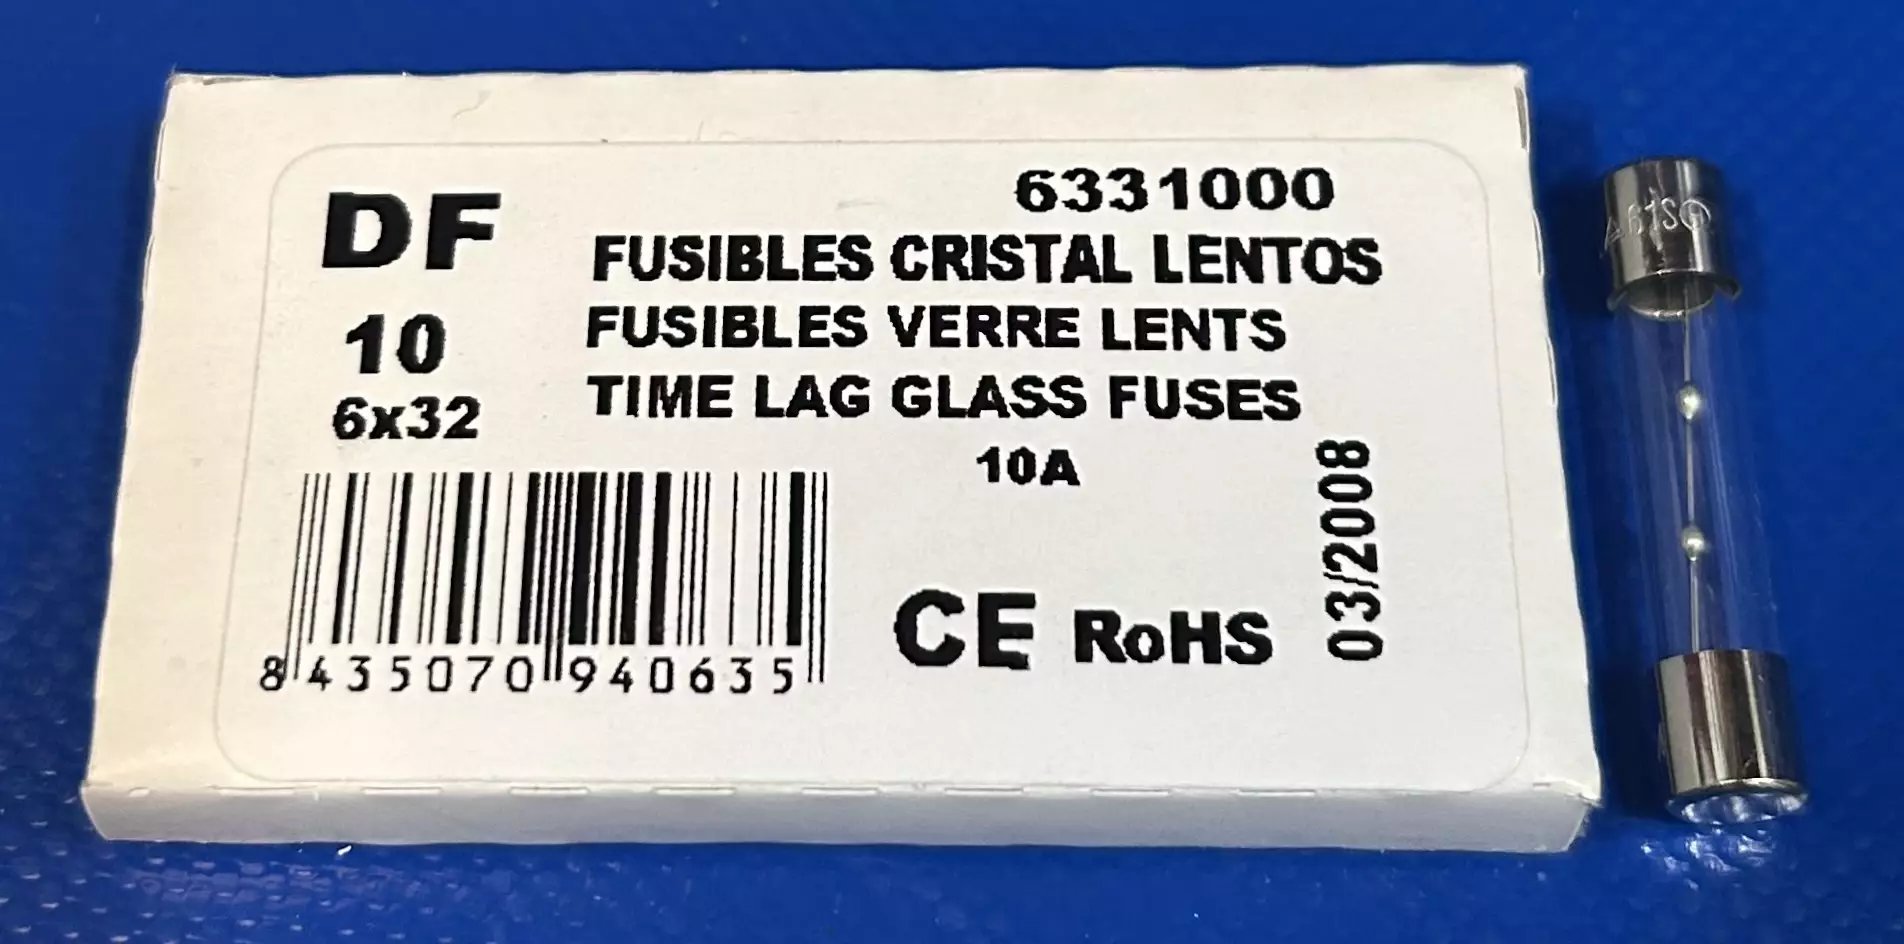 DF
6331000
FUSIBLES CRISTAL LENTOS
FUSIBLES VERRE LENTS
TIME LAG GLASS FUSES
10
6x32
10A
03/2008
CE RoHS
8 435070 940635